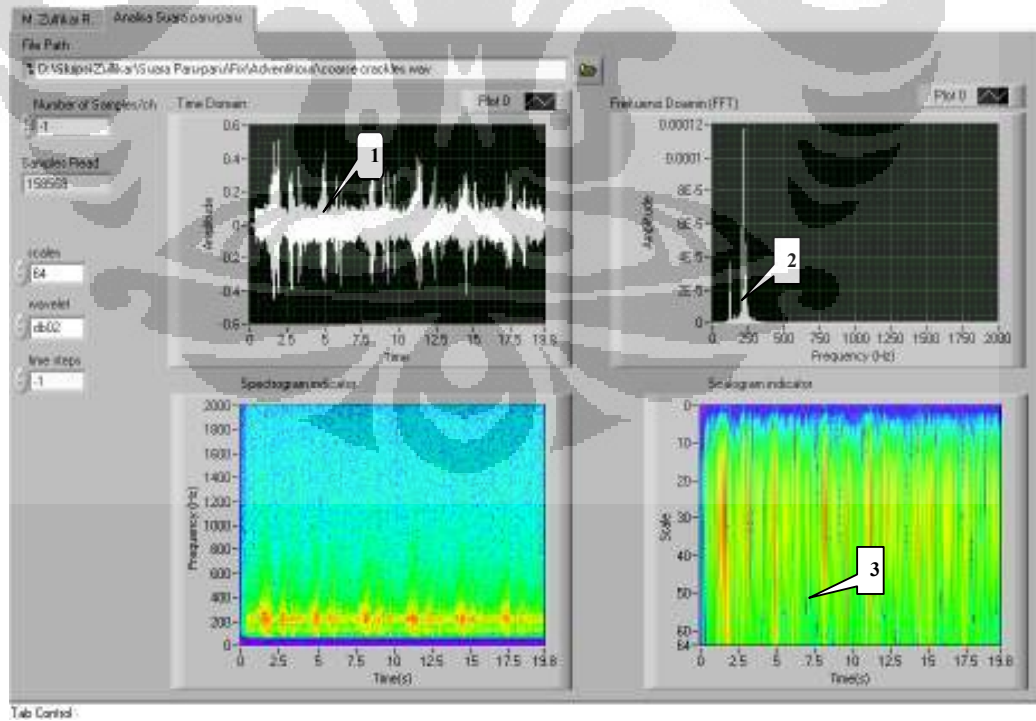 M. Zulfikar R. Analisa Suara paru-paru
File Path
D:\Skripsi Zulfikar\Suara Paru-paru\Fix\Adventitious\coarse crackles.wav
Number of Samples/ch
-1
Samples Read
158568
scales
64
wavelet
db02
time steps
-1
Time Domain
Plot 0
0.6
0.4
0.2
0
-0.2
-0.4
-0.6
Amplitude
0 2.5 5 7.5 10 12.5 15 17.5 19.8
Time
1
Frekuensi Domain (FFT)
Plot 0
0.00012
0.0001
8E-5
6E-5
4E-5
2E-5
0
Amplitude
0 250 500 750 1000 1250 1500 1750 2000
Frequency (Hz)
2
Spectrogram indicator
2000
1800
1600
1400
1200
1000
800
600
400
200
0
Frequency (Hz)
0 2.5 5 7.5 10 12.5 15 17.5 19.8
Time(s)
Scalogram indicator
0
10
20
30
40
50
60
64
Scale
0 2.5 5 7.5 10 12.5 15 17.5 19.8
Time(s)
3
Tab Control